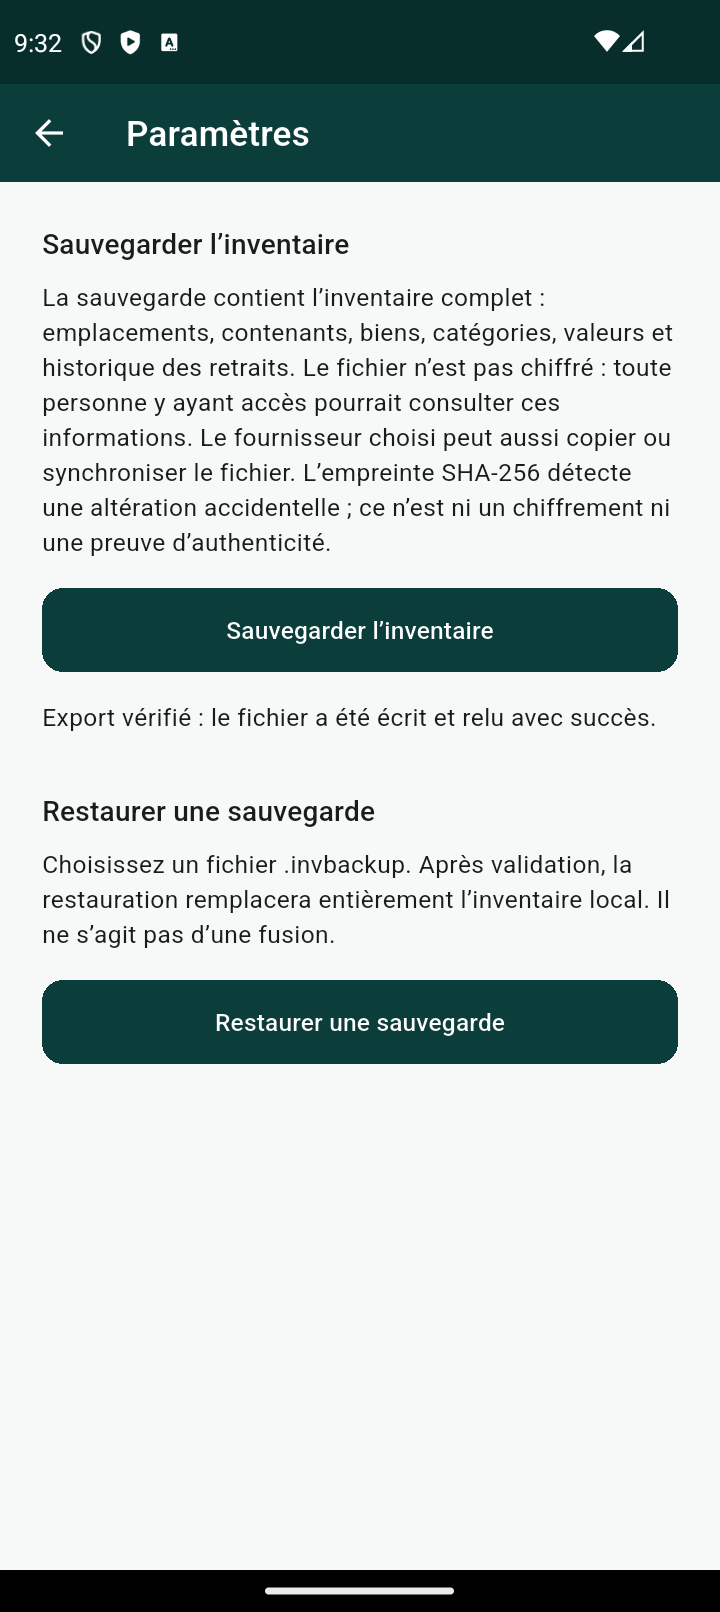 9:32
Paramètres
Sauvegarder l’inventaire
La sauvegarde contient l’inventaire complet :
emplacements, contenants, biens, catégories, valeurs et
historique des retraits. Le fichier n’est pas chiffré : toute
personne y ayant accès pourrait consulter ces
informations. Le fournisseur choisi peut aussi copier ou
synchroniser le fichier. L’empreinte SHA-256 détecte
une altération accidentelle ; ce n’est ni un chiffrement ni
une preuve d’authenticité.
Sauvegarder l’inventaire
Export vérifié : le fichier a été écrit et relu avec succès.
Restaurer une sauvegarde
Choisissez un fichier .invbackup. Après validation, la
restauration remplacera entièrement l’inventaire local. Il
ne s’agit pas d’une fusion.
Restaurer une sauvegarde